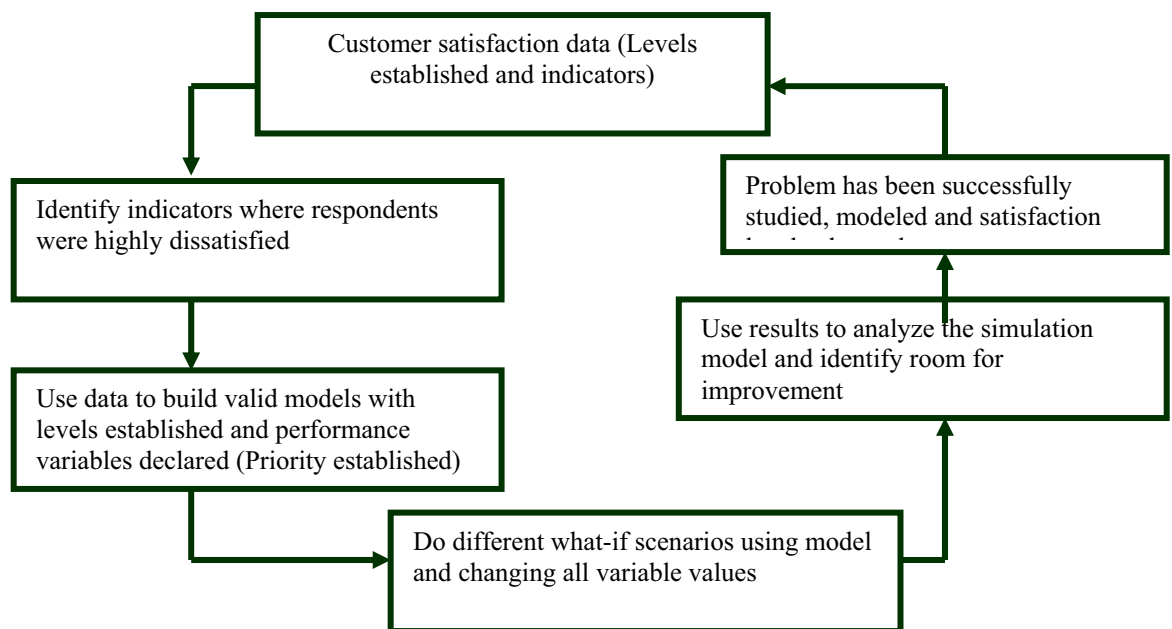 Customer satisfaction data (Levels
established and indicators)
Identify indicators where respondents
were highly dissatisfied
Use data to build valid models with
levels established and performance
variables declared (Priority established)
Do different what-if scenarios using model
and changing all variable values
Use results to analyze the simulation
model and identify room for
improvement
Problem has been successfully
studied, modeled and satisfaction